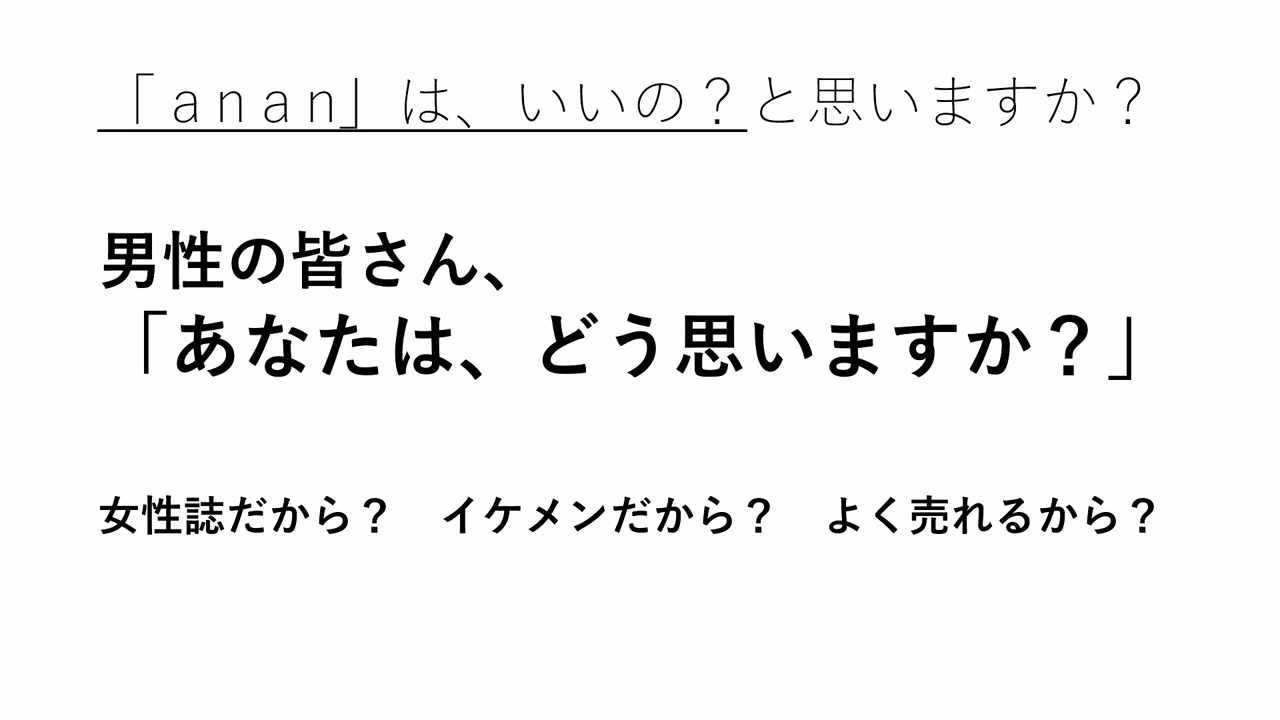 「ａｎａｎ」は、いいの？と思いますか？
男性の皆さん、
「あなたは、どう思いますか？」
女性誌だから？　イケメンだから？　よく売れるから？